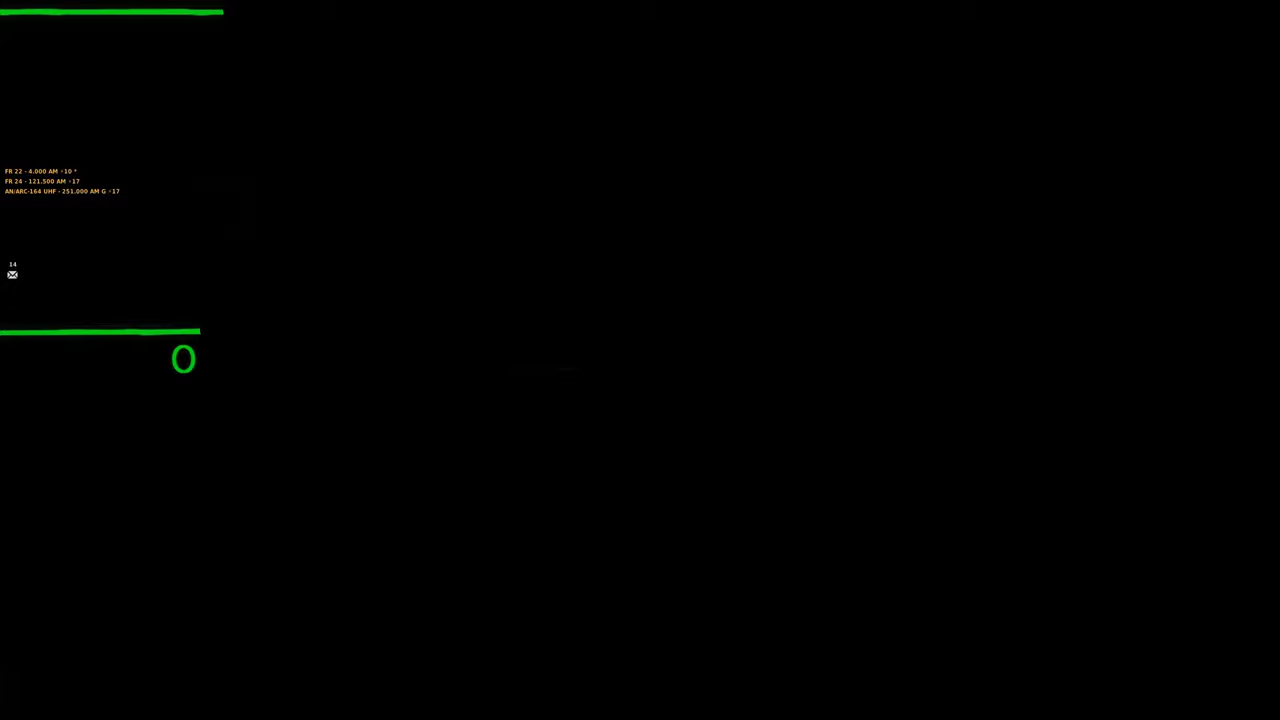 FR 22 - 4.000 AM ⚡10 *
FR 24 - 121.500 AM ⚡17
AN/ARC-164 UHF - 251.000 AM G ⚡17
14
0